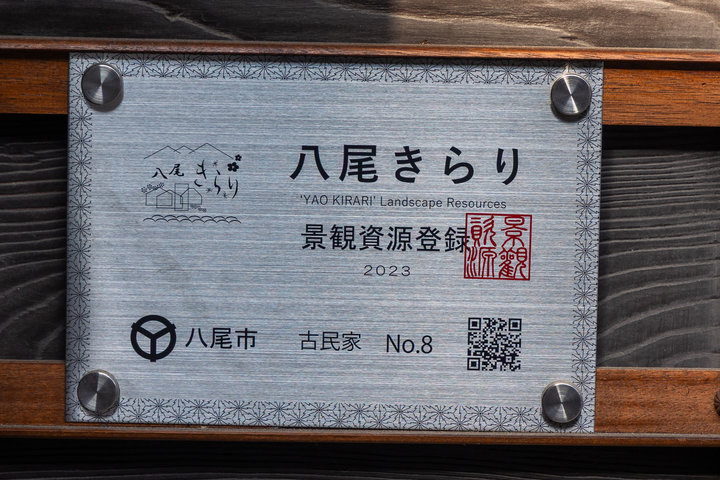 八尾きらり
八尾きらり
'YAO KIRARI' Landscape Resources
景観資源登録
景観資源
2023
八尾市 古民家 No.8